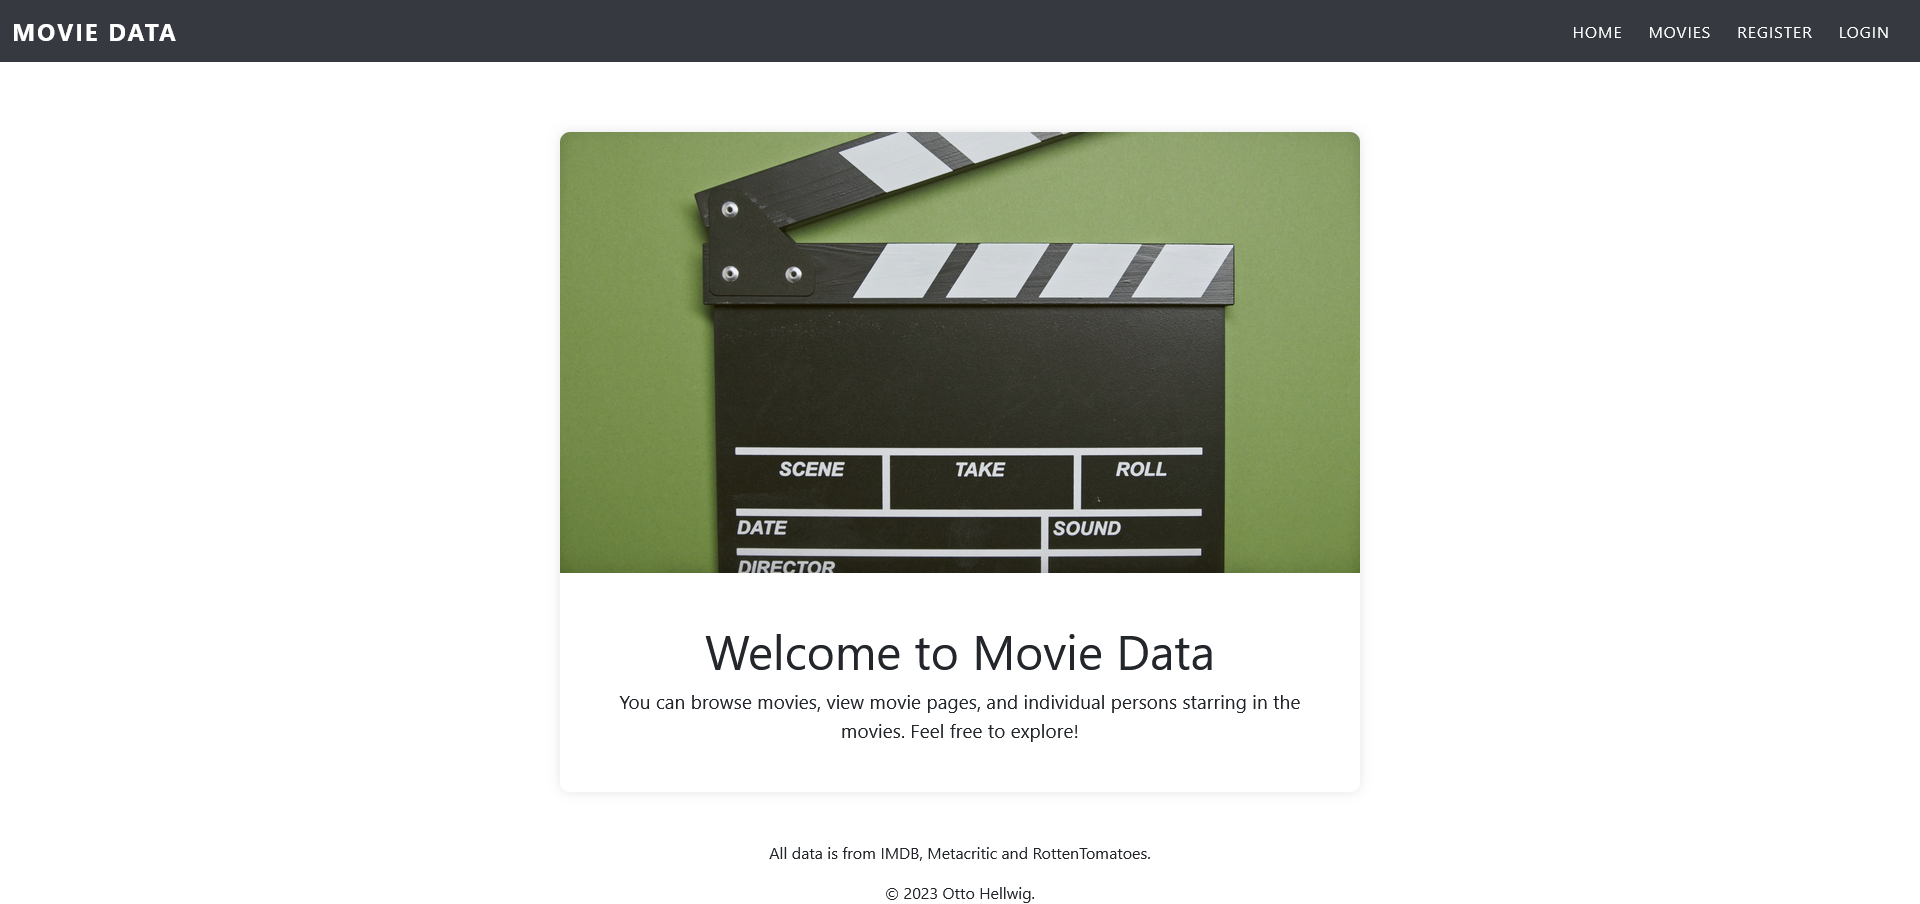 MOVIE DATA
HOME MOVIES REGISTER LOGIN
SCENE TAKE ROLL
DATE SOUND
DIRECTOR
Welcome to Movie Data
You can browse movies, view movie pages, and individual persons starring in the
movies. Feel free to explore!
All data is from IMDB, Metacritic and RottenTomatoes.
© 2023 Otto Hellwig.